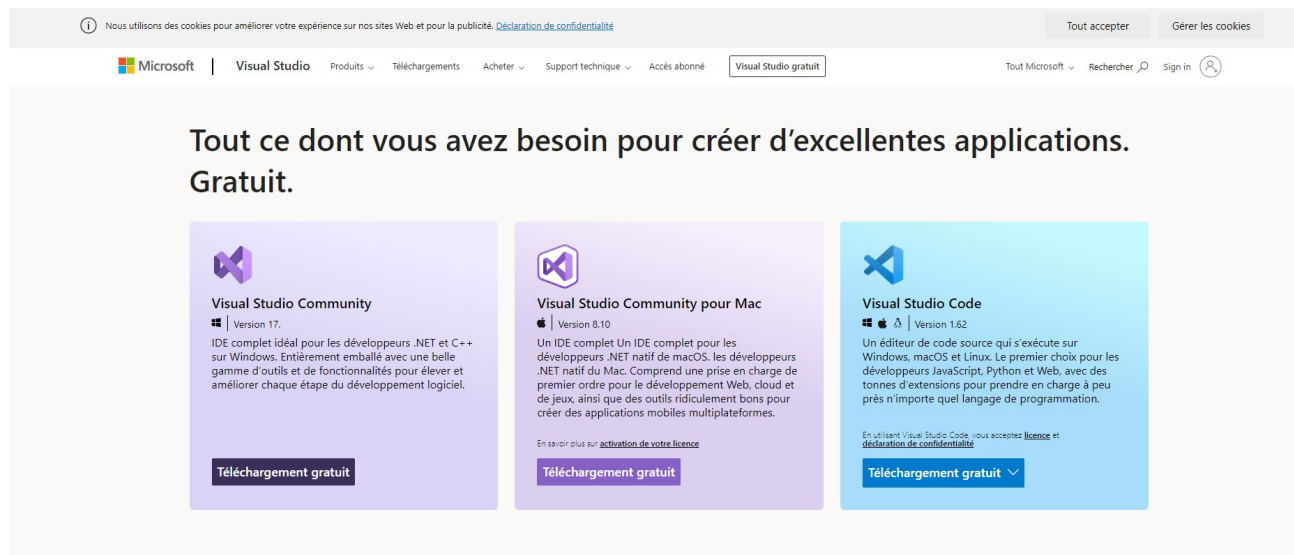 Nous utilisons des cookies pour améliorer votre expérience sur nos sites Web et pour la publicité. Déclaration de confidentialité
Tout accepter
Gérer les cookies
Microsoft
Visual Studio
Produits
Téléchargements
Acheter
Support technique
Accès abonné
Visual Studio gratuit
Tout Microsoft
Rechercher
Sign in
Tout ce dont vous avez besoin pour créer d’excellentes applications.
Gratuit.
Visual Studio Community
Version 17.
IDE complet idéal pour les développeurs .NET et C++
sur Windows. Entièrement emballé avec une belle
gamme d’outils et de fonctionnalités pour élever et
améliorer chaque étape du développement logiciel.
Téléchargement gratuit
Visual Studio Community pour Mac
Version 8.10
Un IDE complet Un IDE complet pour les
développeurs .NET natif de macOS. les développeurs
.NET natif du Mac. Comprend une prise en charge de
premier ordre pour le développement Web, cloud et
de jeux, ainsi que des outils ridiculement bons pour
créer des applications mobiles multiplateformes.
En savoir plus sur activation de votre licence
Téléchargement gratuit
Visual Studio Code
Version 1.62
Un éditeur de code source qui s’exécute sur
Windows, macOS et Linux. Le premier choix pour les
développeurs JavaScript, Python et Web, avec des
tonnes d’extensions pour prendre en charge à peu
près n’importe quel langage de programmation.
En utilisant Visual Studio Code, vous acceptez licence et
déclaration de confidentialité
Téléchargement gratuit